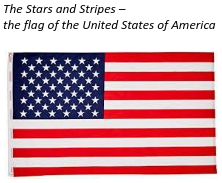 The Stars and Stripes –
the flag of the United States of America